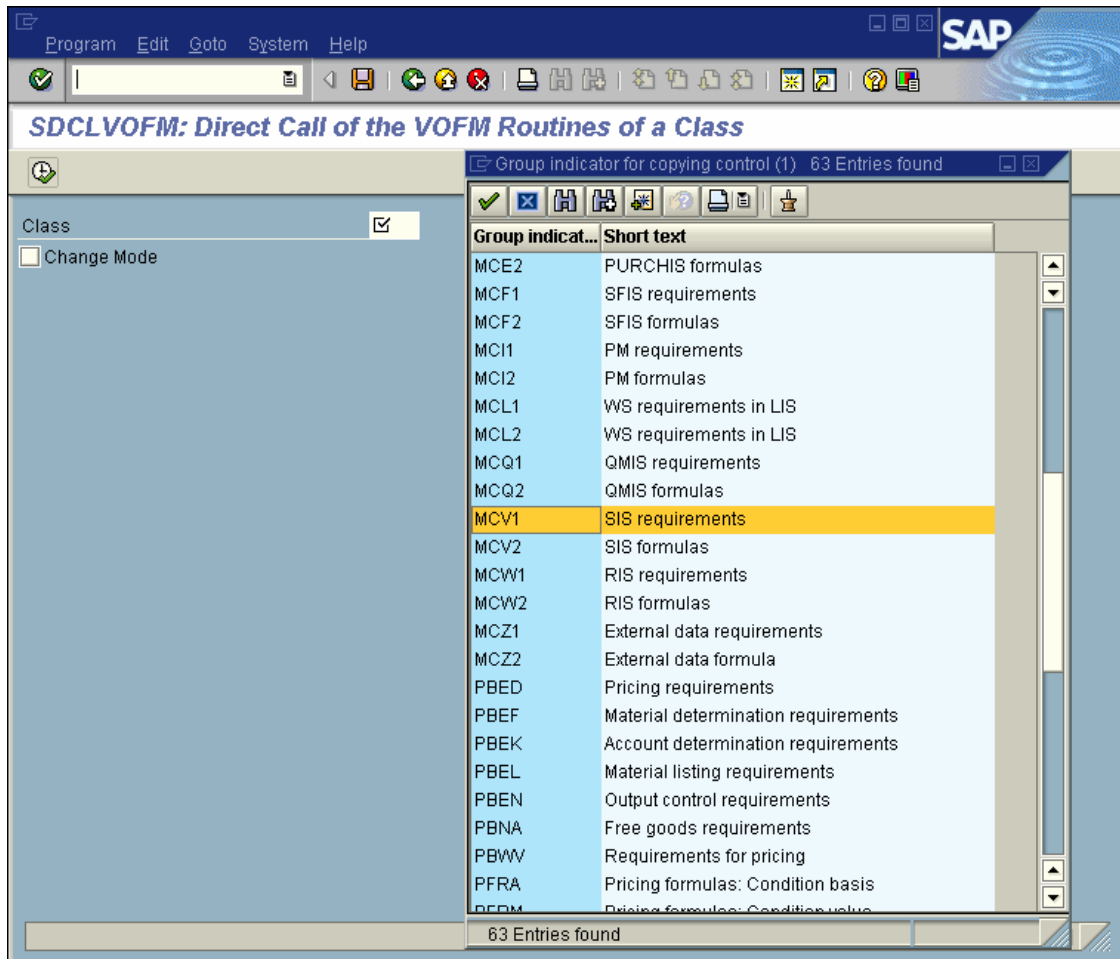 Program Edit Goto System Help
SAP
SDCLVOFM: Direct Call of the VOFM Routines of a Class
Group indicator for copying control (1) 63 Entries found
Class
Change Mode
Group indicat... Short text
MCE2 PURCHIS formulas
MCF1 SFIS requirements
MCF2 SFIS formulas
MCI1 PM requirements
MCI2 PM formulas
MCL1 WS requirements in LIS
MCL2 WS requirements in LIS
MCQ1 QMIS requirements
MCQ2 QMIS formulas
MCV1 SIS requirements
MCV2 SIS formulas
MCW1 RIS requirements
MCW2 RIS formulas
MCZ1 External data requirements
MCZ2 External data formula
PBED Pricing requirements
PBEF Material determination requirements
PBEK Account determination requirements
PBEL Material listing requirements
PBEN Output control requirements
PBNA Free goods requirements
PBWV Requirements for pricing
PFRA Pricing formulas: Condition basis
PFRM Pricing formulas: Condition value
63 Entries found